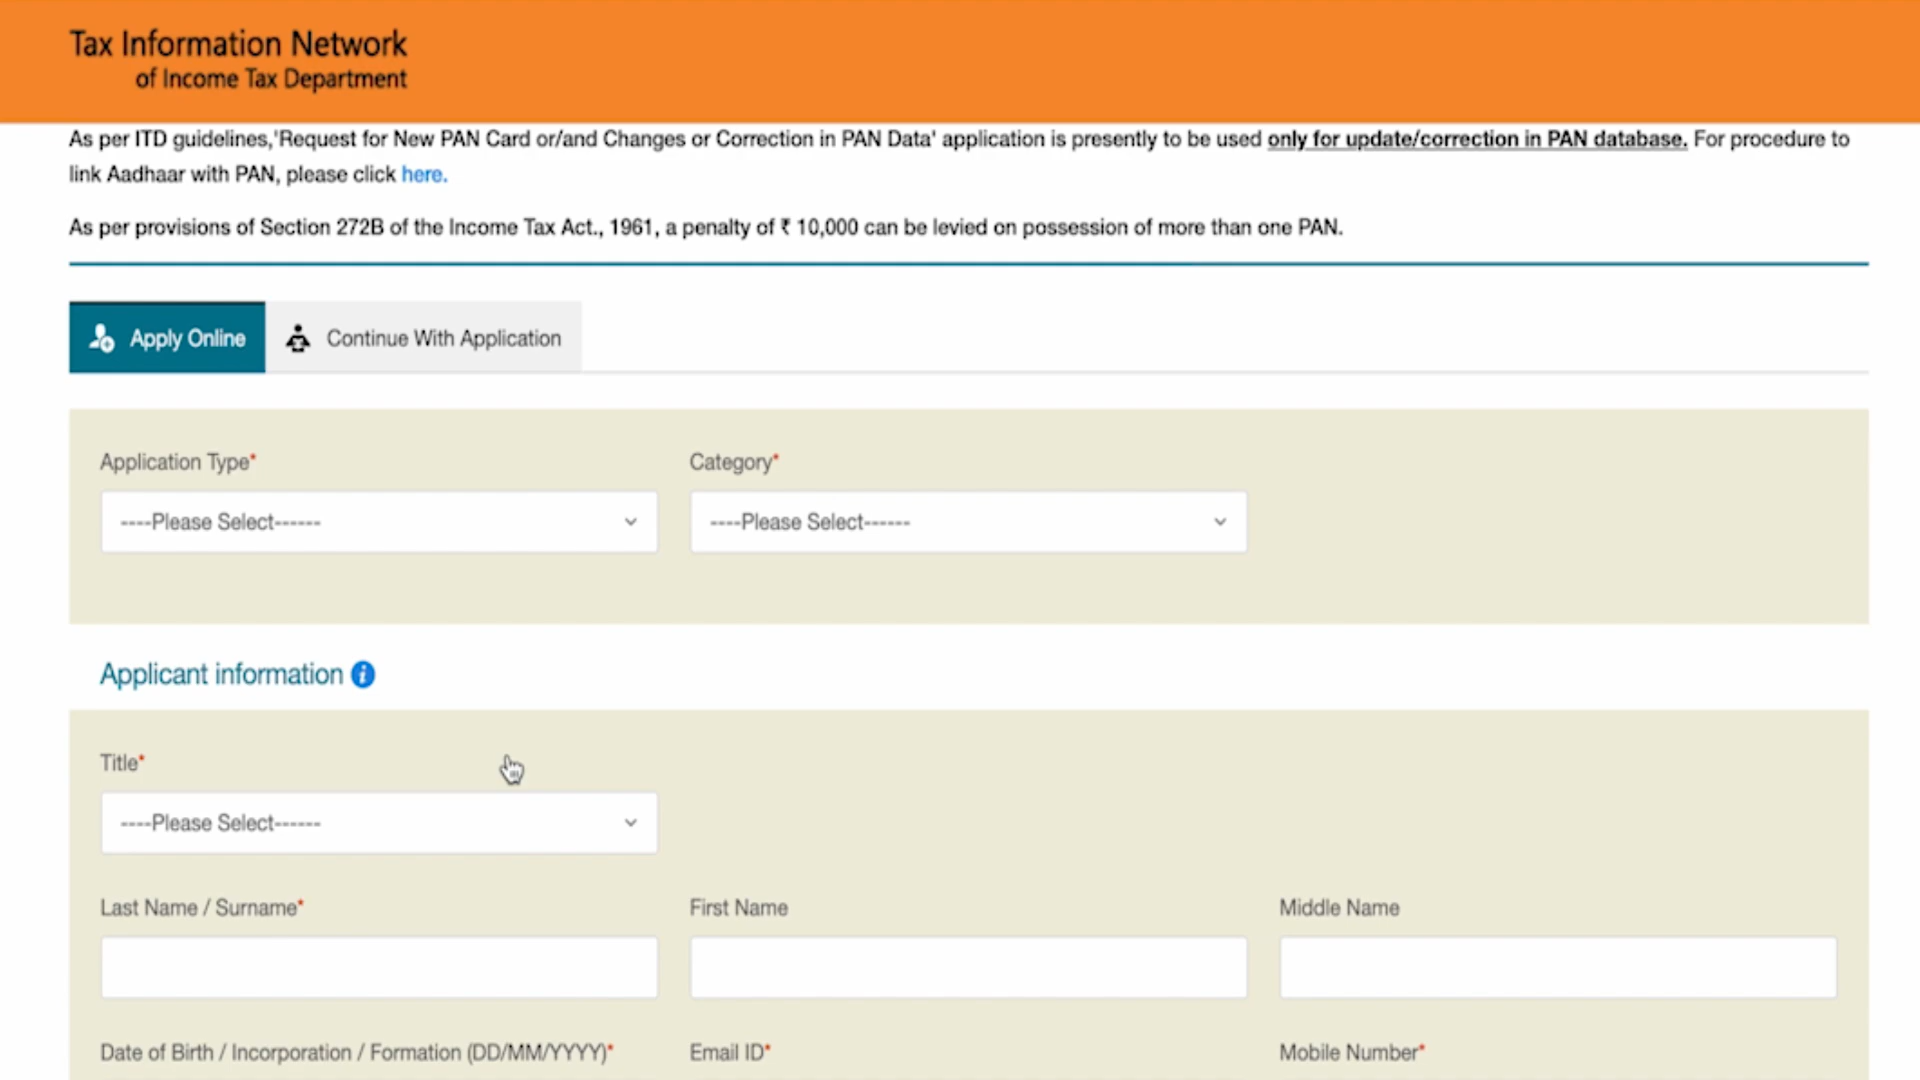 Tax Information Network
of Income Tax Department
As per ITD guidelines,'Request for New PAN Card or/and Changes or Correction in PAN Data' application is presently to be used only for update/correction in PAN database. For procedure to
link Aadhaar with PAN, please click here.
As per provisions of Section 272B of the Income Tax Act., 1961, a penalty of ₹ 10,000 can be levied on possession of more than one PAN.
Apply Online Continue With Application
Application Type* Category*
----Please Select------ ----Please Select------
Applicant information i
Title*
----Please Select------
Last Name / Surname* First Name Middle Name
Date of Birth / Incorporation / Formation (DD/MM/YYYY)* Email ID* Mobile Number*